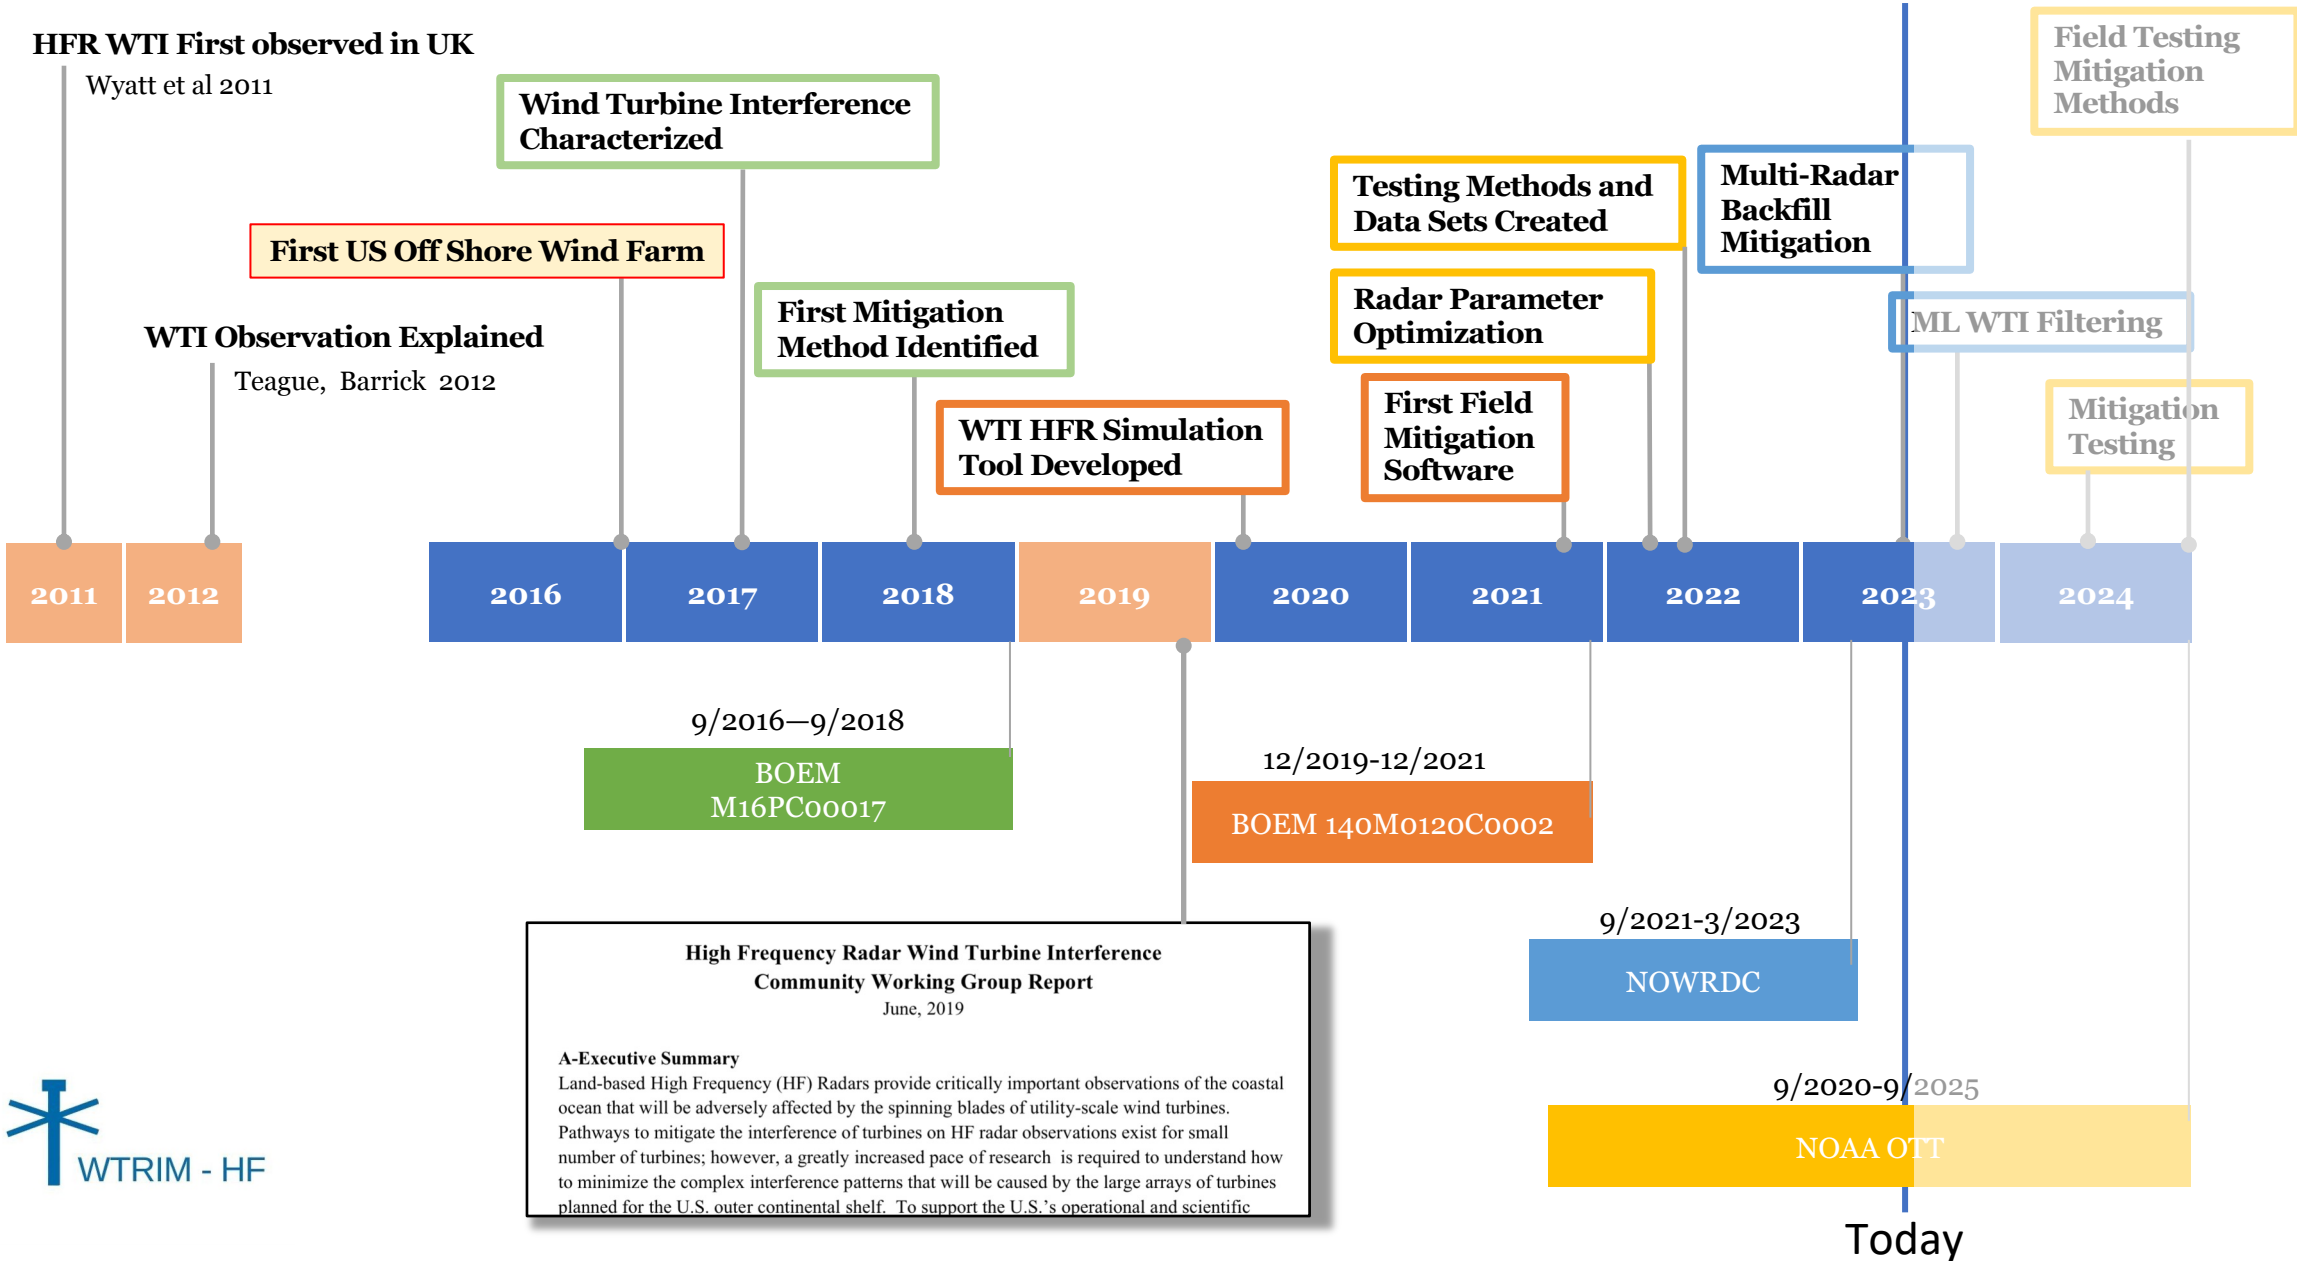 HFR WTI First observed in UK
Wyatt et al 2011
WTI Observation Explained
Teague, Barrick 2012
First US Off Shore Wind Farm
Wind Turbine Interference
Characterized
First Mitigation
Method Identified
WTI HFR Simulation
Tool Developed
Testing Methods and
Data Sets Created
Radar Parameter
Optimization
First Field
Mitigation
Software
Multi-Radar
Backfill
Mitigation
ML WTI Filtering
Field Testing
Mitigation
Methods
Mitigation
Testing
2011
2012
2016
2017
2018
2019
2020
2021
2022
2023
2024
9/2016—9/2018
BOEM
M16PC00017
12/2019-12/2021
BOEM 140M0120C0002
9/2021-3/2023
NOWRDC
9/2020-9/2025
NOAA OTT
High Frequency Radar Wind Turbine Interference
Community Working Group Report
June, 2019
A-Executive Summary
Land-based High Frequency (HF) Radars provide critically important observations of the coastal
ocean that will be adversely affected by the spinning blades of utility-scale wind turbines.
Pathways to mitigate the interference of turbines on HF radar observations exist for small
number of turbines; however, a greatly increased pace of research is required to understand how
to minimize the complex interference patterns that will be caused by the large arrays of turbines
planned for the U.S. outer continental shelf. To support the U.S.'s operational and scientific
WTRIM - HF
Today